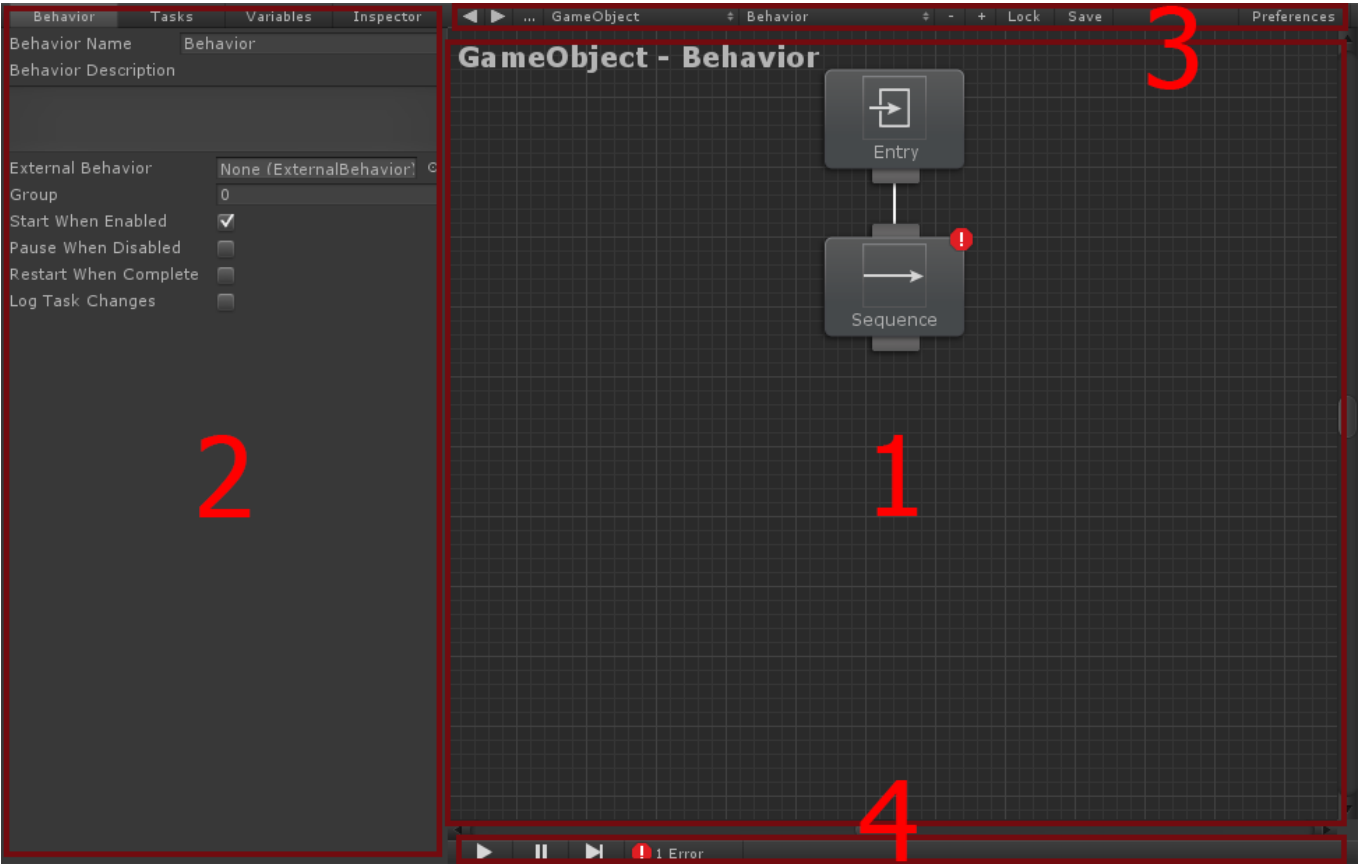 Behavior Tasks Variables Inspector
Behavior Name Behavior
Behavior Description
External Behavior None (ExternalBehavior)
Group 0
Start When Enabled
Pause When Disabled
Restart When Complete
Log Task Changes
2
... GameObject Behavior - + Lock Save Preferences
3
GameObject - Behavior
Entry
!
Sequence
1
4
! 1 Error